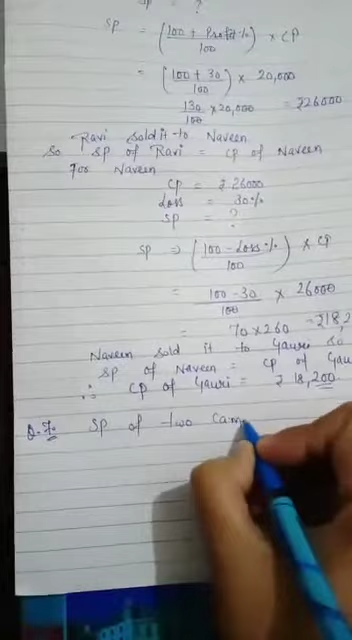 SP = ?
SP = (100 + Profit% / 100) × CP
= (100 + 30 / 100) × 20,000
130 / 100 × 20,000 = ₹26000
Ravi sold it to Naveen
So SP of Ravi = CP of Naveen
For Naveen
CP = ₹26000
Loss = 30%
SP = ?
SP => (100 - Loss% / 100) × CP
= 100 - 30 / 100 × 26000
= 70 × 260 = ₹182
Naveen sold it to Gauri so
SP of Naveen = CP of Gau
∴ CP of Gauri = ₹18,200
Q.7: SP of two Cam